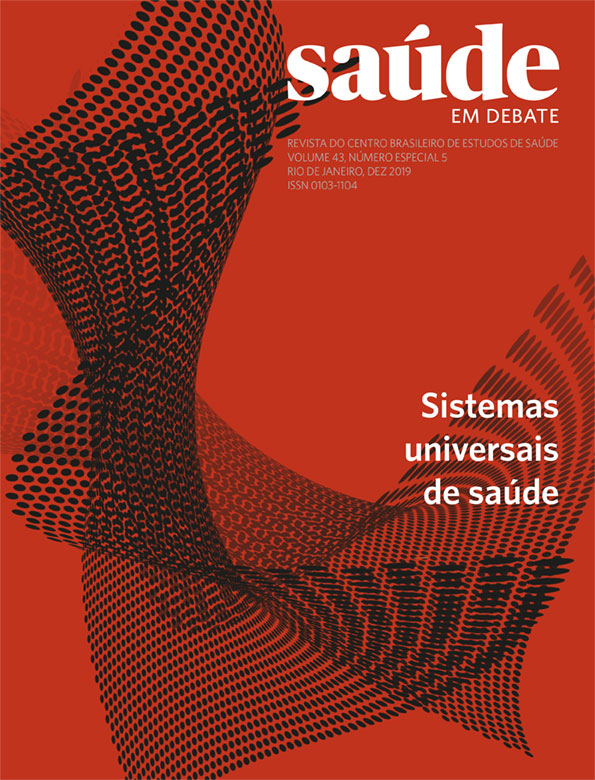 saúde
EM DEBATE
REVISTA DO CENTRO BRASILEIRO DE ESTUDOS DE SAÚDE
VOLUME 43, NÚMERO ESPECIAL 5
RIO DE JANEIRO, DEZ 2019
ISSN 0103-1104
Sistemas
universais
de saúde